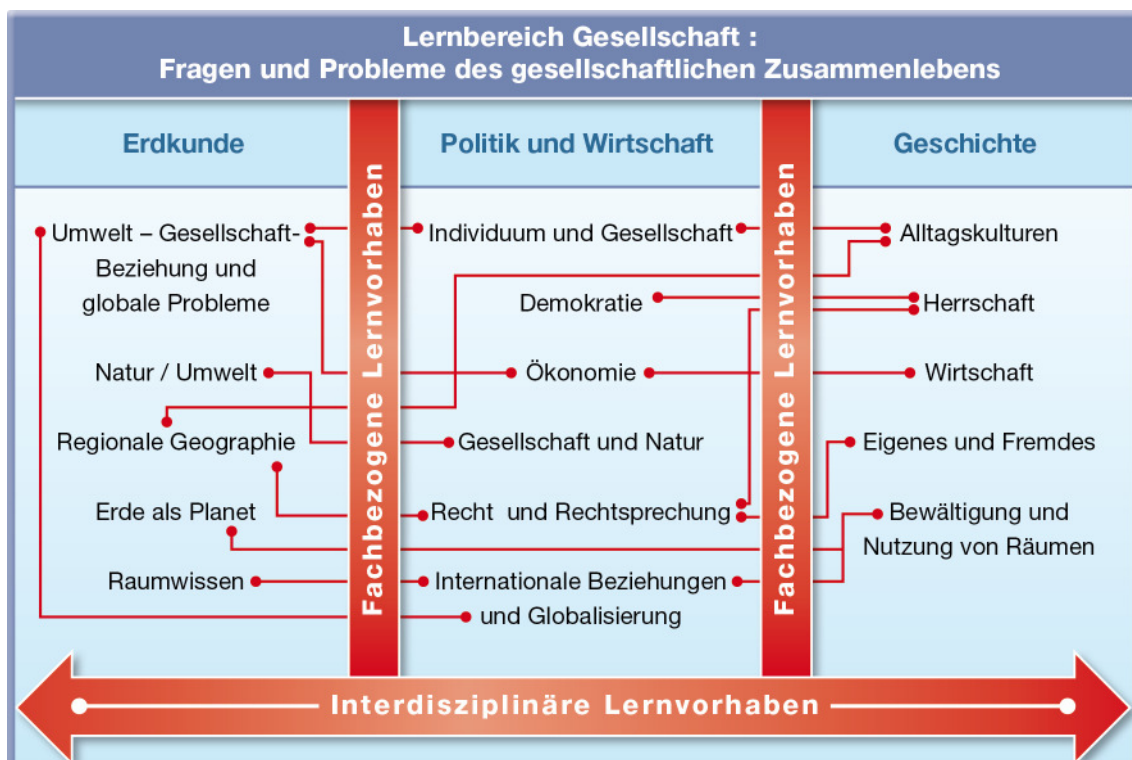 Lernbereich Gesellschaft :
Fragen und Probleme des gesellschaftlichen Zusammenlebens
Erdkunde
Umwelt – Gesellschaft-
Beziehung und
globale Probleme
Natur / Umwelt
Regionale Geographie
Erde als Planet
Raumwissen
Fachbezogene Lernvorhaben
Politik und Wirtschaft
Individuum und Gesellschaft
Demokratie
Ökonomie
Gesellschaft und Natur
Recht und Rechtsprechung
Internationale Beziehungen
und Globalisierung
Fachbezogene Lernvorhaben
Geschichte
Alltagskulturen
Herrschaft
Wirtschaft
Eigenes und Fremdes
Bewältigung und
Nutzung von Räumen
Interdisziplinäre Lernvorhaben